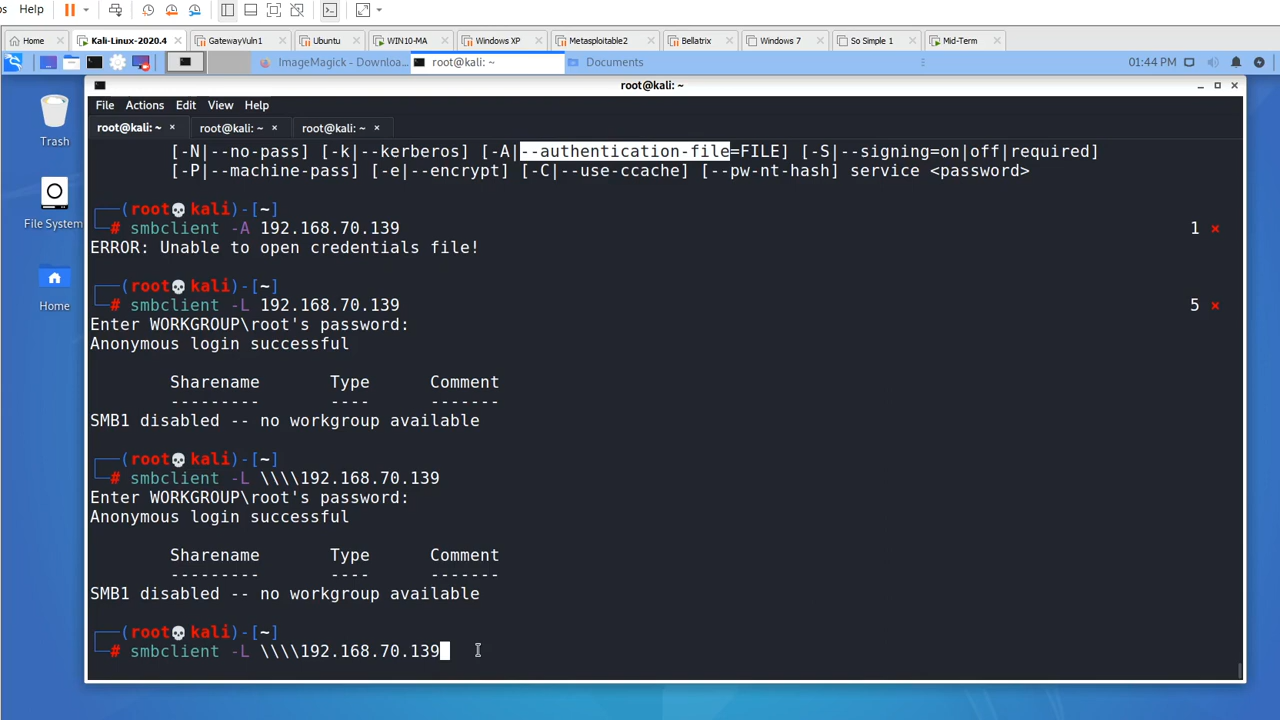 s Help
Home Kali-Linux-2020.4 GatewayVuln1 Ubuntu WIN10-MA Windows XP Metasploitable2 Bellatrix Windows 7 So Simple 1 Mid-Term
ImageMagick - Downloa... root@kali: ~ Documents 01:44 PM
root@kali: ~
File Actions Edit View Help
root@kali: ~ × root@kali: ~ × root@kali: ~ ×
Trash
File System
Home
[-N|--no-pass] [-k|--kerberos] [-A|--authentication-file=FILE] [-S|--signing=on|off|required]
[-P|--machine-pass] [-e|--encrypt] [-C|--use-ccache] [--pw-nt-hash] service <password>
┌──(root💀kali)-[~]
└─# smbclient -A 192.168.70.139 1 ×
ERROR: Unable to open credentials file!
┌──(root💀kali)-[~]
└─# smbclient -L 192.168.70.139 5 ×
Enter WORKGROUP\root's password:
Anonymous login successful
Sharename Type Comment
--------- ---- -------
SMB1 disabled -- no workgroup available
┌──(root💀kali)-[~]
└─# smbclient -L \\\\192.168.70.139
Enter WORKGROUP\root's password:
Anonymous login successful
Sharename Type Comment
--------- ---- -------
SMB1 disabled -- no workgroup available
┌──(root💀kali)-[~]
└─# smbclient -L \\\\192.168.70.139